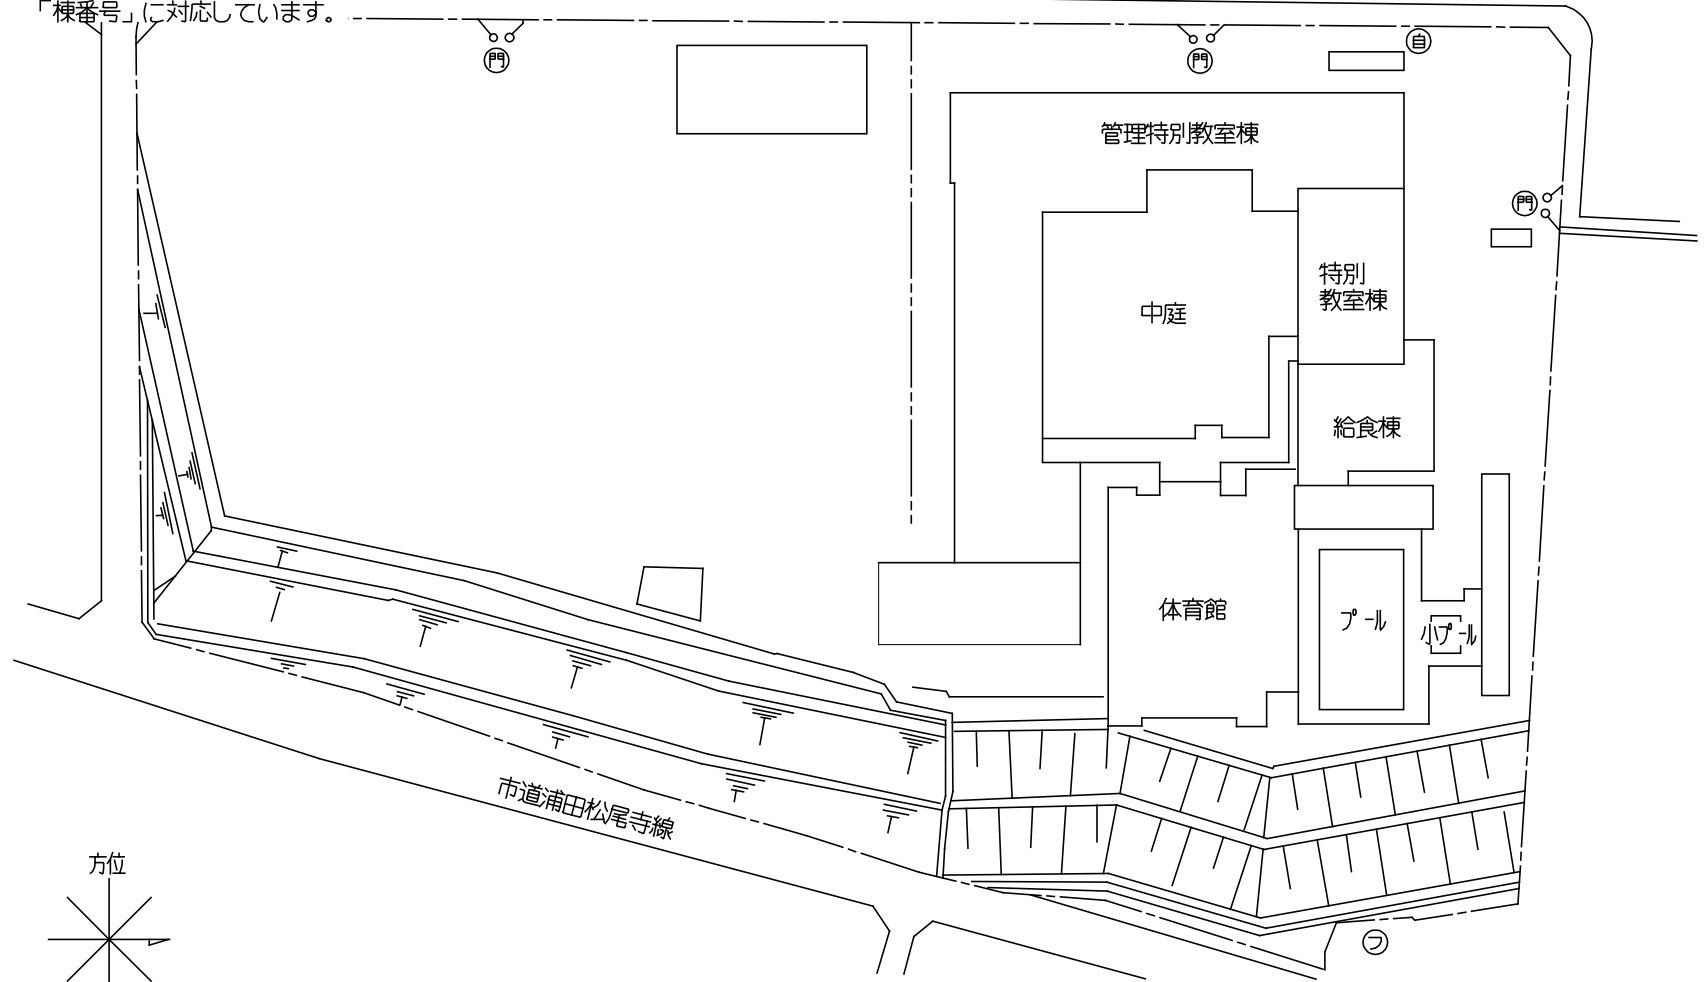 「棟番号」に対応しています。
門
門
自
管理特別教室棟
門
特別
教室棟
中庭
給食棟
体育館
プール
小プール
市道浦田松尾寺線
方位
フ